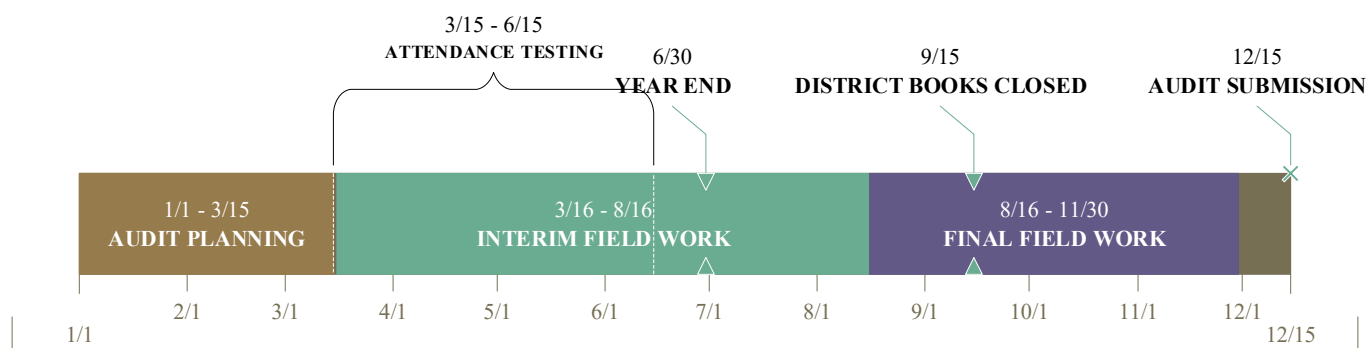 3/15 - 6/15
ATTENDANCE TESTING
6/30
YEAR END
9/15
DISTRICT BOOKS CLOSED
12/15
AUDIT SUBMISSION
1/1 - 3/15
AUDIT PLANNING
3/16 - 8/16
INTERIM FIELD WORK
8/16 - 11/30
FINAL FIELD WORK
1/1
2/1
3/1
4/1
5/1
6/1
7/1
8/1
9/1
10/1
11/1
12/1
12/15